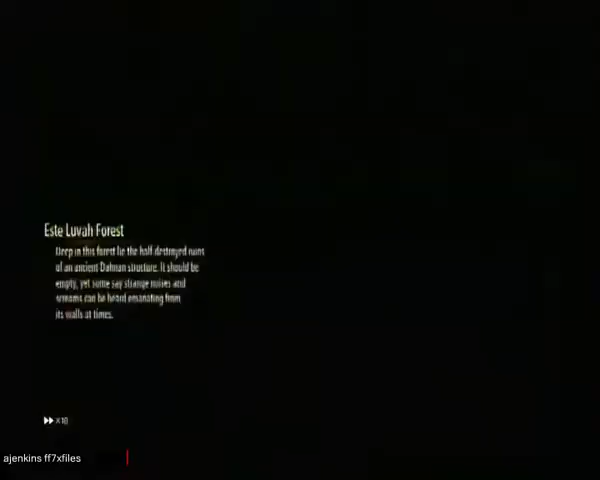 Este Luvah Forest
Deep in this forest lie the half destroyed ruins
of an ancient Dahnan structure. It should be
empty, yet some say strange noises and
screams can be heard emanating from
its walls at times.
×10
ajenkins ff7xfiles